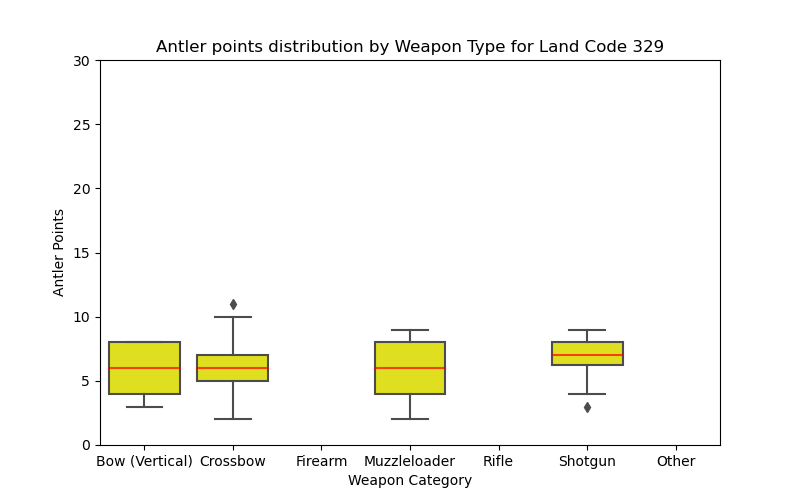 Antler points distribution by Weapon Type for Land Code 329
30
25
20
15
10
5
0
Antler Points
Bow (Vertical) Crossbow Firearm Muzzleloader Rifle Shotgun Other
Weapon Category